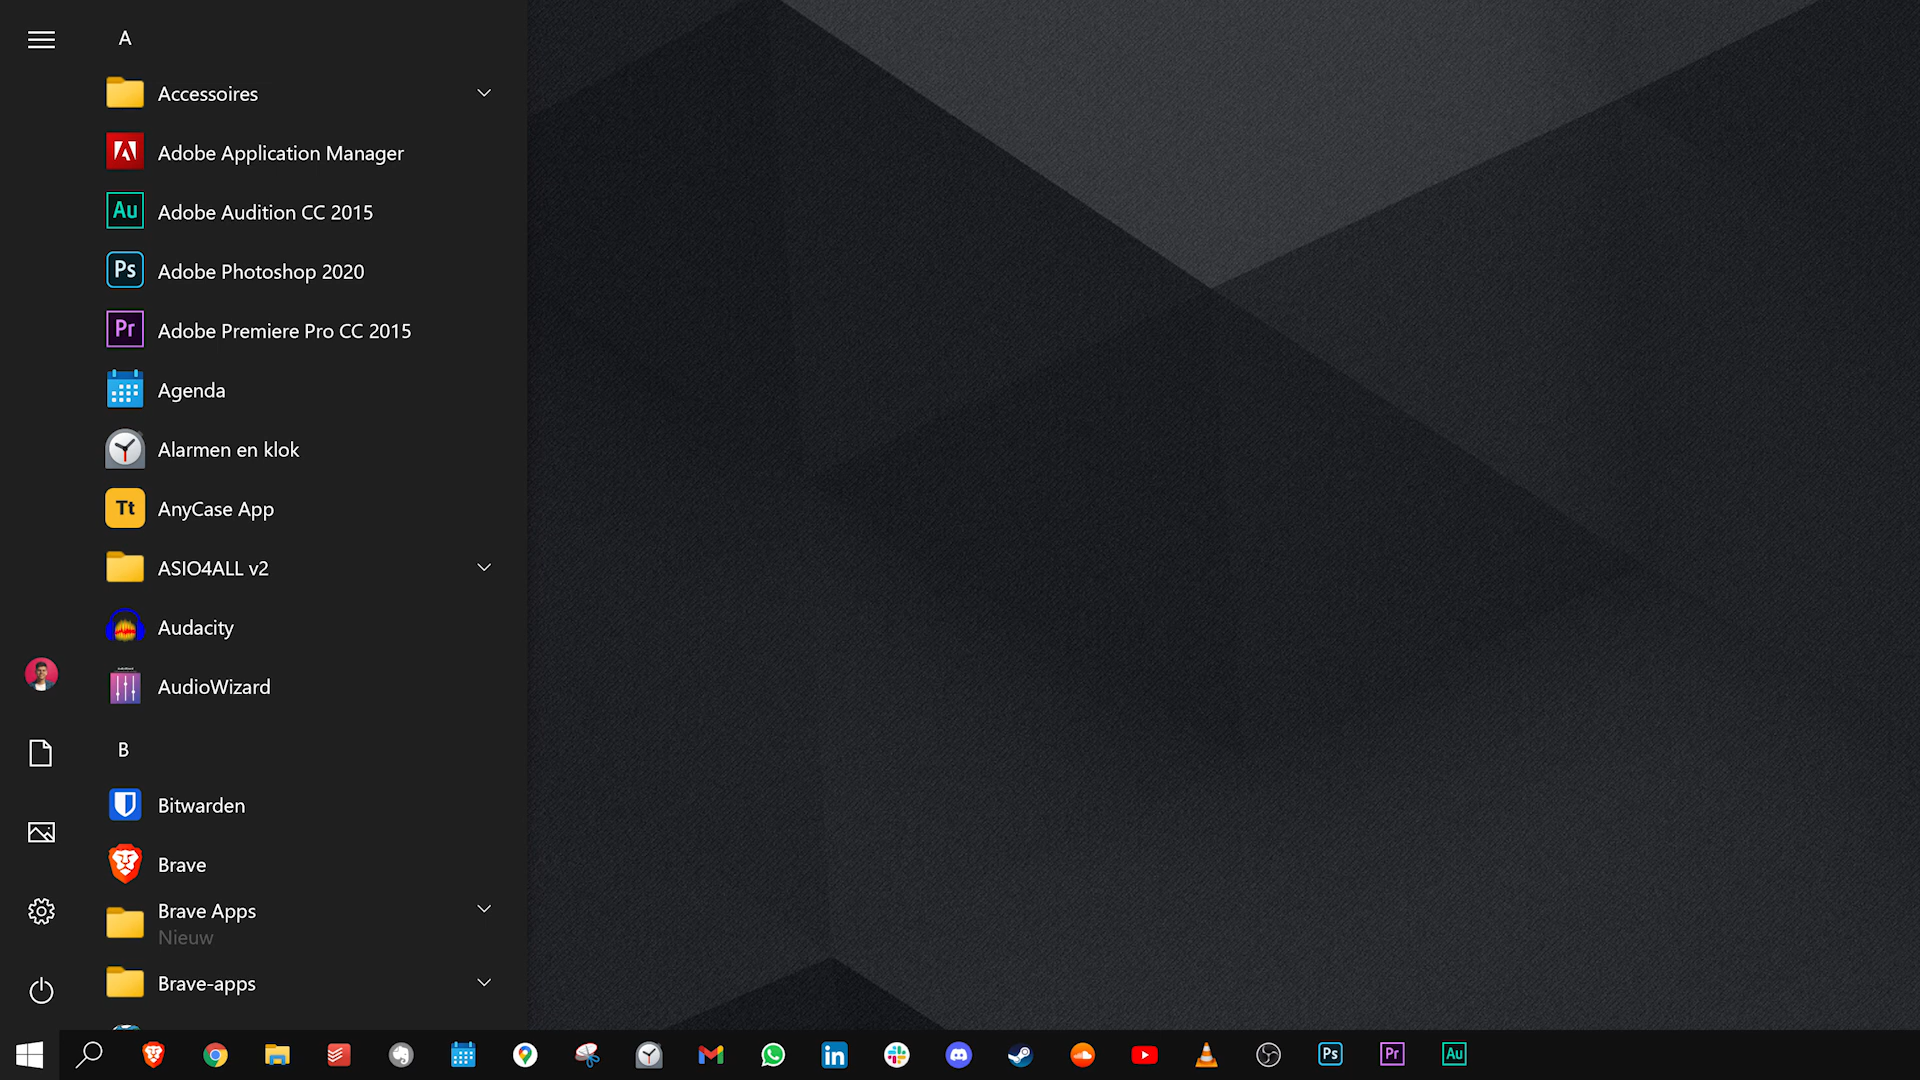 A
Accessoires
Adobe Application Manager
Au Adobe Audition CC 2015
Ps Adobe Photoshop 2020
Pr Adobe Premiere Pro CC 2015
Agenda
Alarmen en klok
Tt AnyCase App
ASIO4ALL v2
Audacity
AudioWizard
B
Bitwarden
Brave
Brave Apps
Nieuw
Brave-apps
in Ps Pr Au